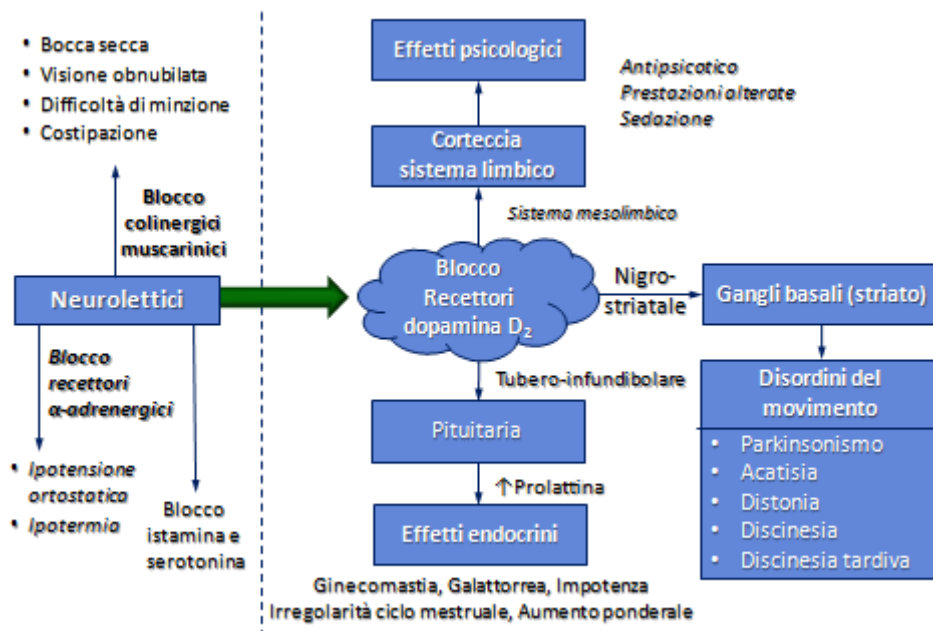 • Bocca secca
• Visione obnubilata
• Difficoltà di minzione
• Costipazione
Blocco
colinergici
muscarinici
Neurolettici
Blocco
recettori
α-adrenergici
• Ipotensione
ortostatica
• Ipotermia
Blocco
istamina e
serotonina
Effetti psicologici
Antipsicotico
Prestazioni alterate
Sedazione
Corteccia
sistema limbico
Sistema mesolimbico
Blocco
Recettori
dopamina D₂
Nigro-
striatale
Gangli basali (striato)
Disordini del
movimento
• Parkinsonismo
• Acatisia
• Distonia
• Discinesia
• Discinesia tardiva
Tubero-infundibolare
Pituitaria
↑Prolattina
Effetti endocrini
Ginecomastia, Galattorrea, Impotenza
Irregolarità ciclo mestruale, Aumento ponderale